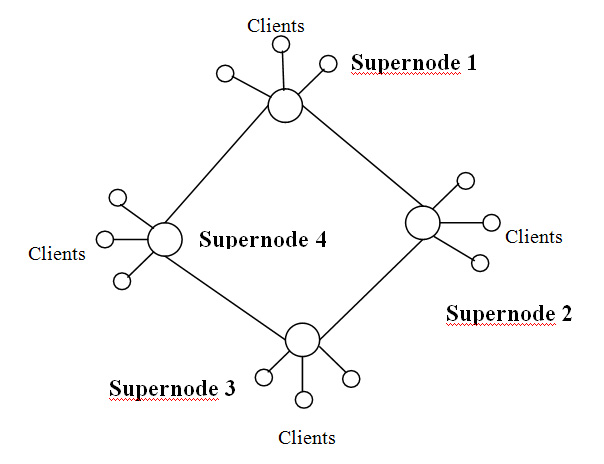 Clients
Supernode 1
Supernode 4
Clients
Clients
Supernode 2
Supernode 3
Clients